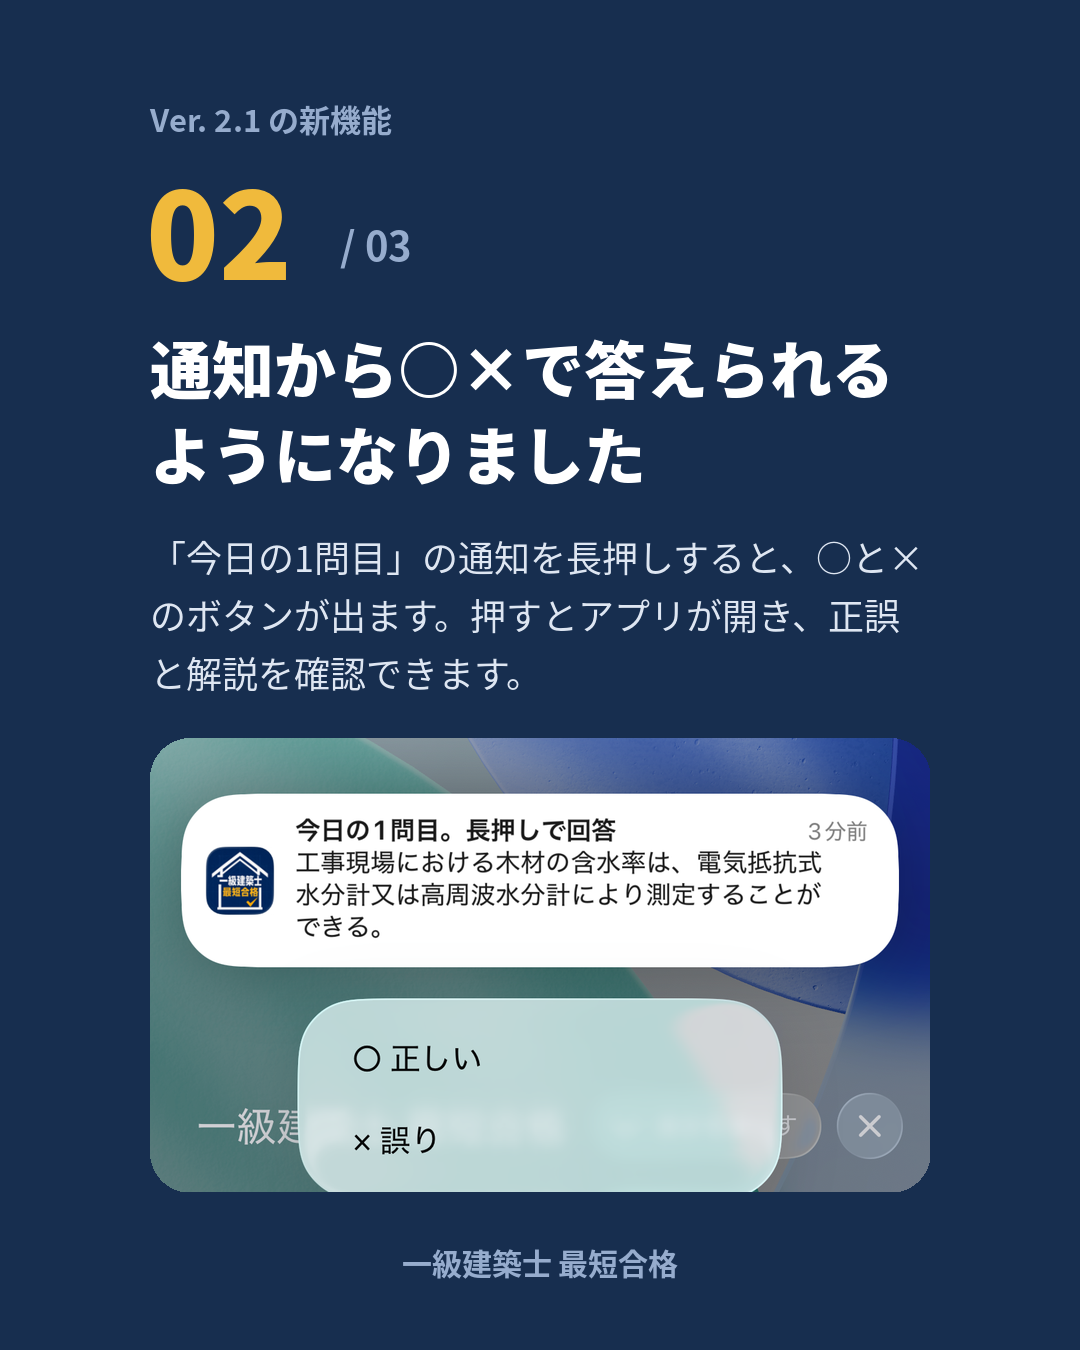 Ver. 2.1 の新機能
02 / 03
通知から○×で答えられる
ようになりました
「今日の1問目」の通知を長押しすると、○と×
のボタンが出ます。押すとアプリが開き、正誤
と解説を確認できます。
今日の1問目。長押しで回答 3分前
工事現場における木材の含水率は、電気抵抗式
水分計又は高周波水分計により測定することが
できる。
一級建築士
最短合格
○ 正しい
一級建 す
× 誤り
一級建築士 最短合格